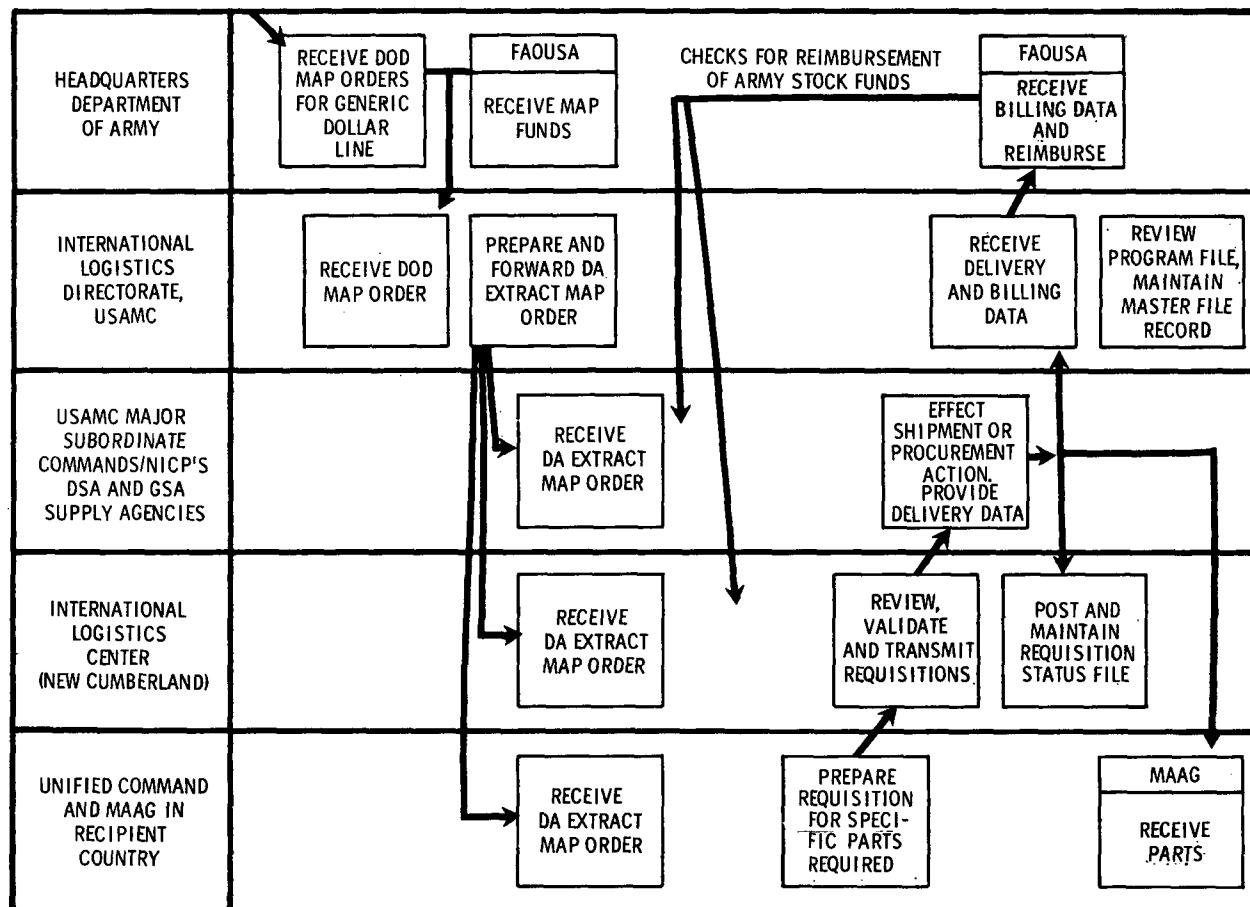 HEADQUARTERS
DEPARTMENT
OF ARMY
RECEIVE DOD
MAP ORDERS
FOR GENERIC
DOLLAR
LINE
FAOUSA
RECEIVE MAP
FUNDS
CHECKS FOR REIMBURSEMENT
OF ARMY STOCK FUNDS
FAOUSA
RECEIVE
BILLING DATA
AND
REIMBURSE
INTERNATIONAL
LOGISTICS
DIRECTORATE,
USAMC
RECEIVE DOD
MAP ORDER
PREPARE AND
FORWARD DA
EXTRACT MAP
ORDER
RECEIVE
DELIVERY
AND BILLING
DATA
REVIEW
PROGRAM FILE,
MAINTAIN
MASTER FILE
RECORD
USAMC MAJOR
SUBORDINATE
COMMANDS/NICP'S
DSA AND GSA
SUPPLY AGENCIES
RECEIVE
DA EXTRACT
MAP ORDER
EFFECT
SHIPMENT OR
PROCUREMENT
ACTION.
PROVIDE
DELIVERY DATA
INTERNATIONAL
LOGISTICS
CENTER
(NEW CUMBERLAND)
RECEIVE
DA EXTRACT
MAP ORDER
REVIEW,
VALIDATE
AND TRANSMIT
REQUISITIONS
POST AND
MAINTAIN
REQUISITION
STATUS FILE
UNIFIED COMMAND
AND MAAG IN
RECIPIENT
COUNTRY
RECEIVE
DA EXTRACT
MAP ORDER
PREPARE
REQUISITION
FOR SPECI-
FIC PARTS
REQUIRED
MAAG
RECEIVE
PARTS